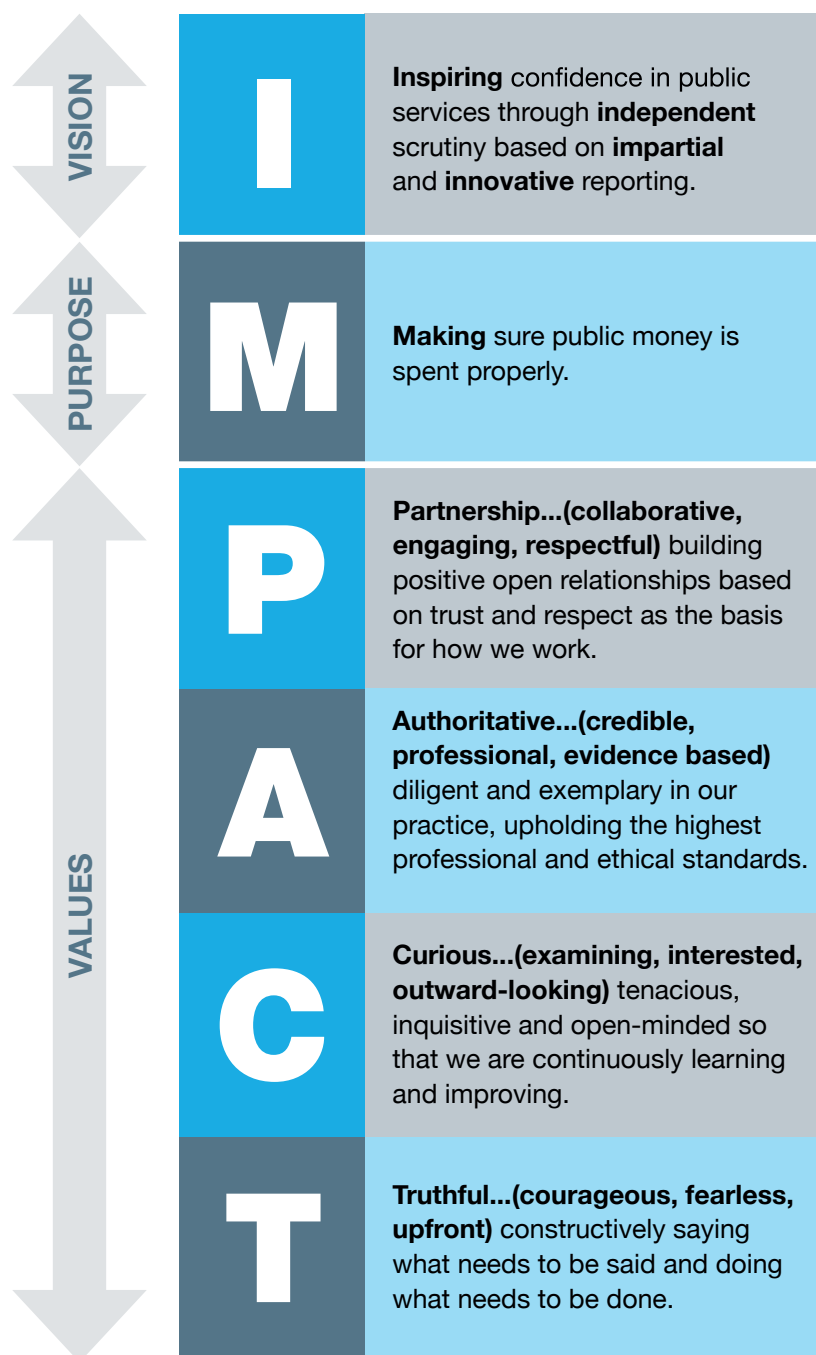 VISION
I
Inspiring confidence in public
services through independent
scrutiny based on impartial
and innovative reporting.
PURPOSE
M
Making sure public money is
spent properly.
VALUES
P
Partnership...(collaborative,
engaging, respectful) building
positive open relationships based
on trust and respect as the basis
for how we work.
A
Authoritative...(credible,
professional, evidence based)
diligent and exemplary in our
practice, upholding the highest
professional and ethical standards.
C
Curious...(examining, interested,
outward-looking) tenacious,
inquisitive and open-minded so
that we are continuously learning
and improving.
T
Truthful...(courageous, fearless,
upfront) constructively saying
what needs to be said and doing
what needs to be done.